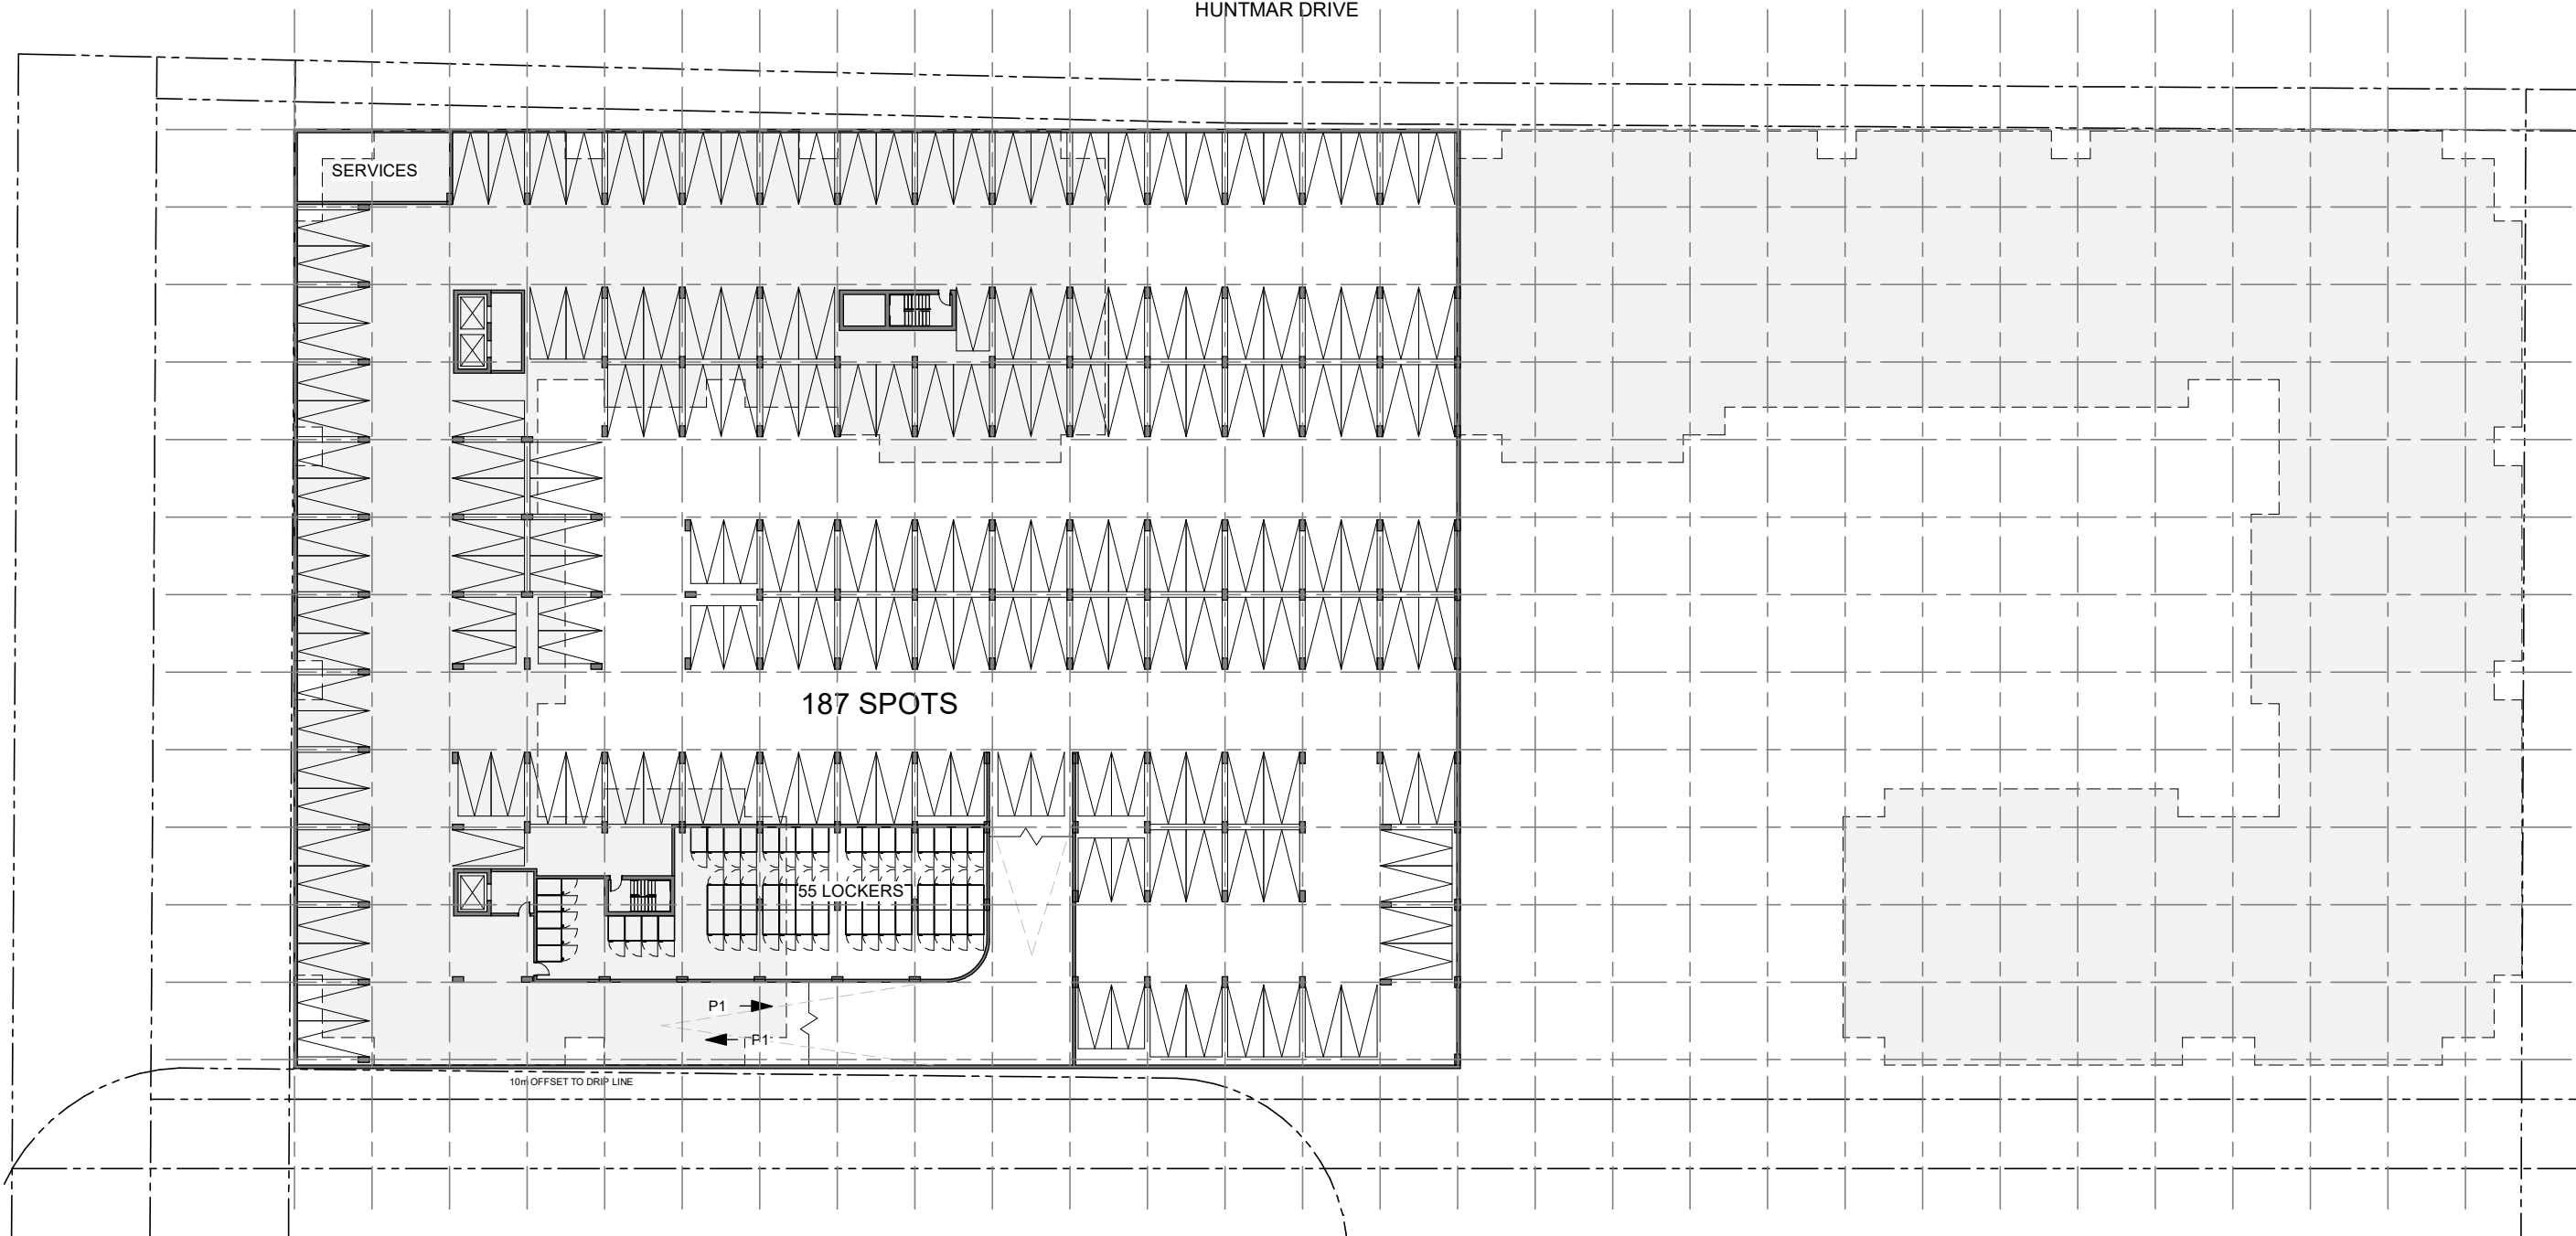 HUNTMAR DRIVE
SERVICES
187 SPOTS
55 LOCKERS
P1
P1
10m OFFSET TO DRIP LINE